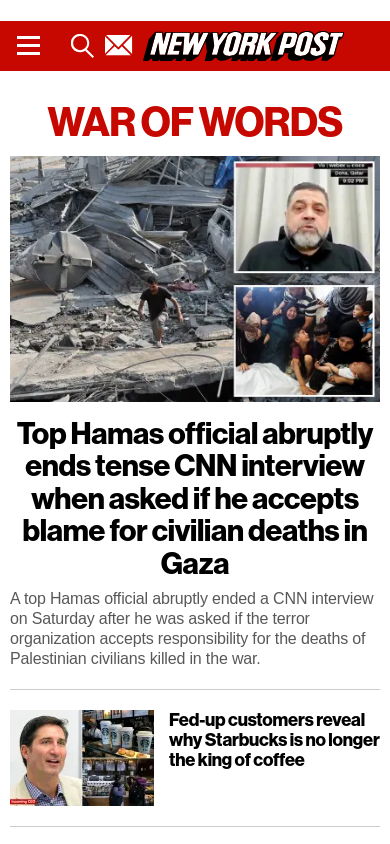 NEW YORK POST
WAR OF WORDS
Doha, Qatar
9:02 PM
Top Hamas official abruptly
ends tense CNN interview
when asked if he accepts
blame for civilian deaths in
Gaza
A top Hamas official abruptly ended a CNN interview
on Saturday after he was asked if the terror
organization accepts responsibility for the deaths of
Palestinian civilians killed in the war.
Fed-up customers reveal
why Starbucks is no longer
the king of coffee